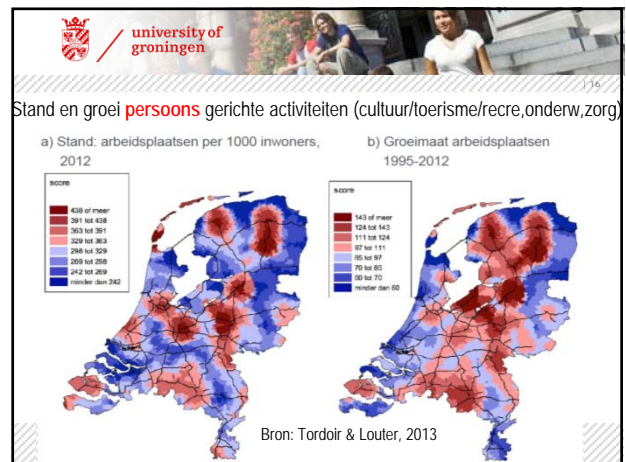 university of
groningen
| 16
Stand en groei persoons gerichte activiteiten (cultuur/toerisme/recre,onderw,zorg)
a) Stand: arbeidsplaatsen per 1000 inwoners,
2012
score
438 of meer
391 tot 438
363 tot 391
329 tot 363
298 tot 329
269 tot 298
242 tot 269
minder dan 242
b) Groeimaat arbeidsplaatsen
1995-2012
score
143 of meer
124 tot 143
111 tot 124
97 tot 111
85 tot 97
70 tot 85
60 tot 70
minder dan 60
Bron: Tordoir & Louter, 2013